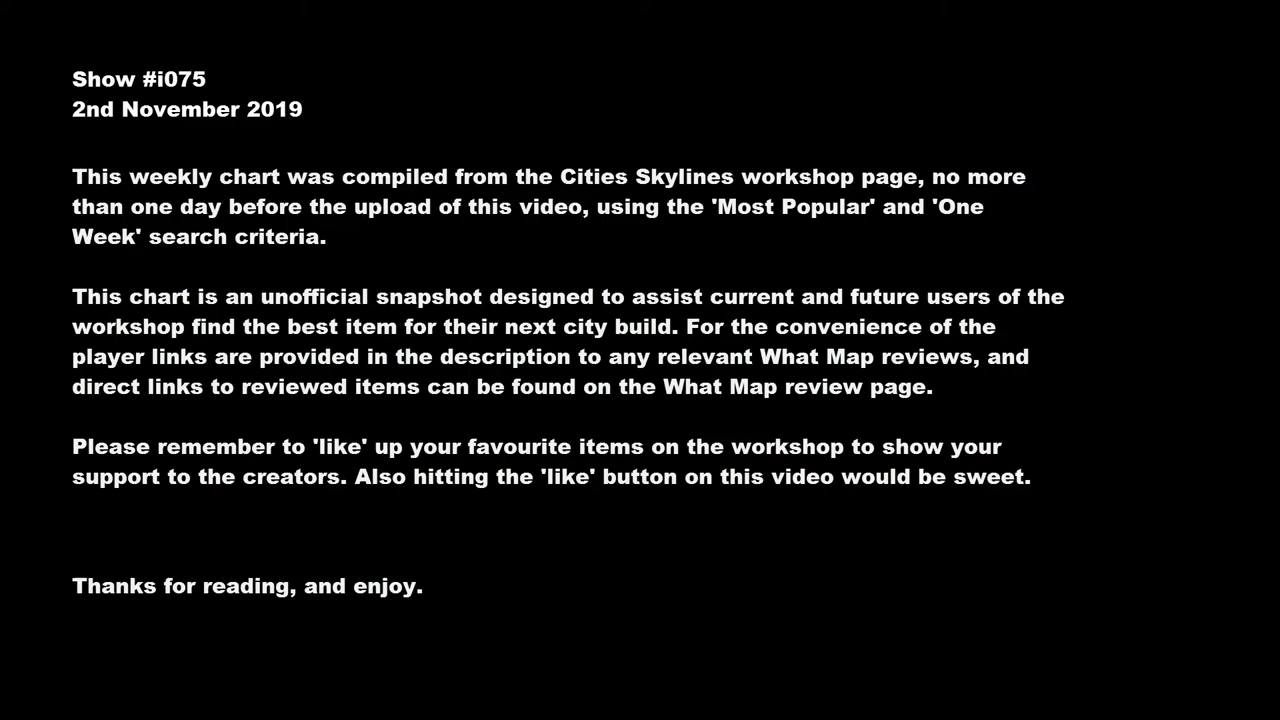 Show #i075
2nd November 2019
This weekly chart was compiled from the Cities Skylines workshop page, no more
than one day before the upload of this video, using the 'Most Popular' and 'One
Week' search criteria.
This chart is an unofficial snapshot designed to assist current and future users of the
workshop find the best item for their next city build. For the convenience of the
player links are provided in the description to any relevant What Map reviews, and
direct links to reviewed items can be found on the What Map review page.
Please remember to 'like' up your favourite items on the workshop to show your
support to the creators. Also hitting the 'like' button on this video would be sweet.
Thanks for reading, and enjoy.